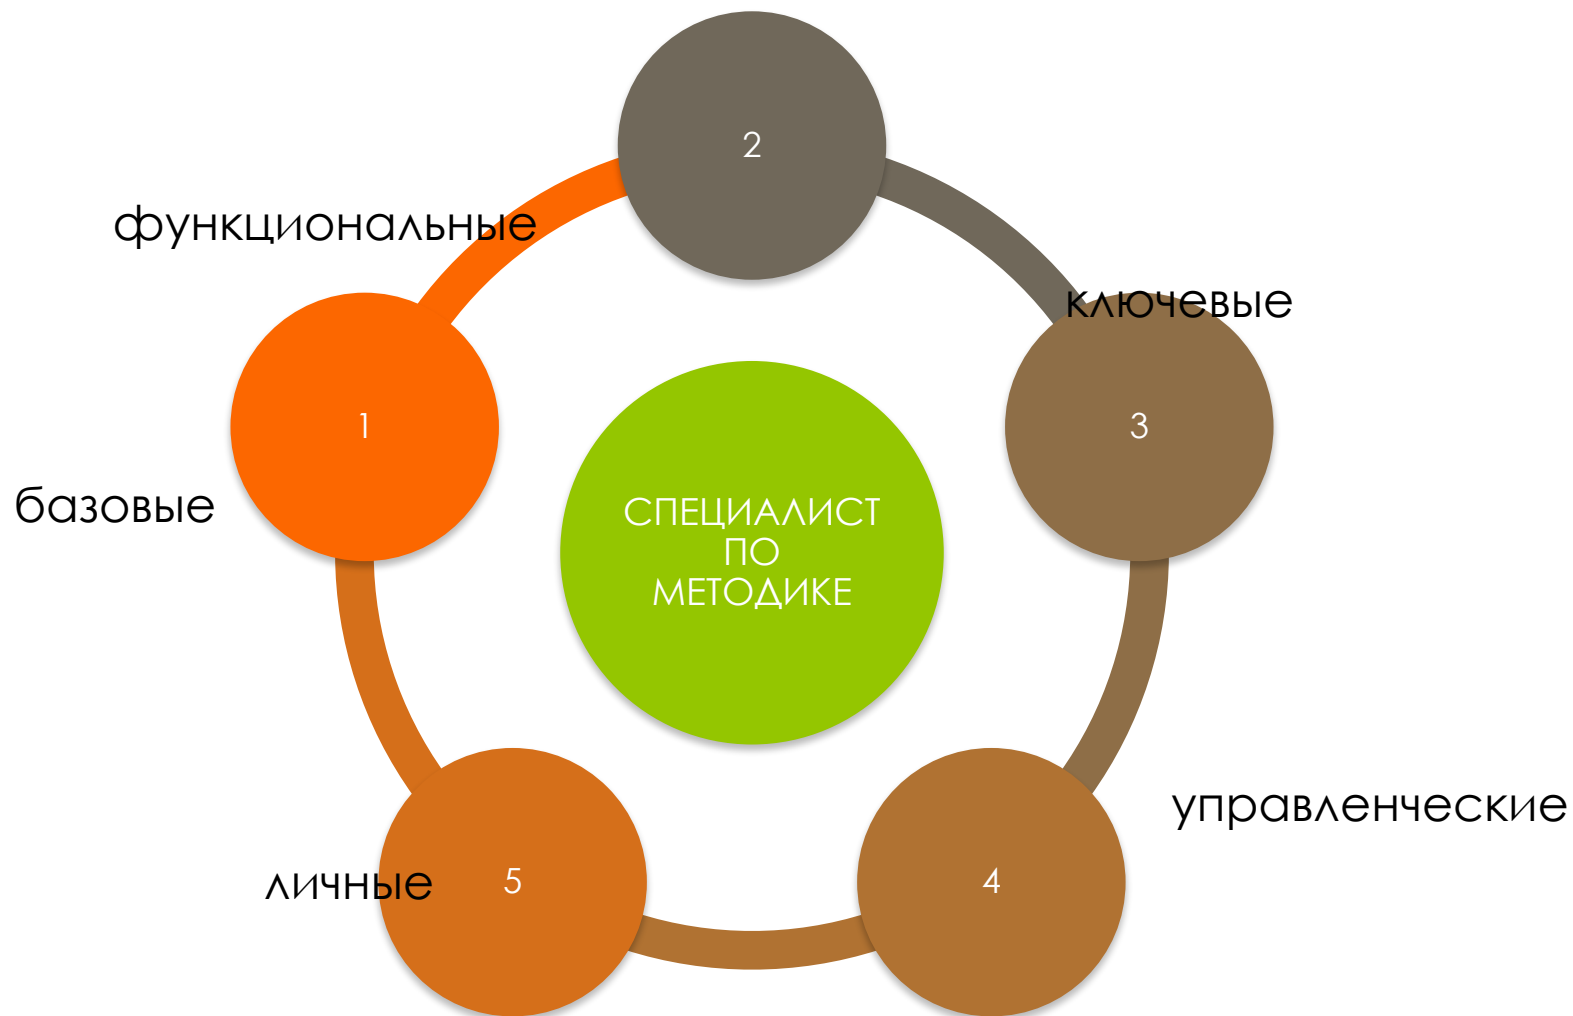 2
функциональные
ключевые
1
3
базовые
СПЕЦИАЛИСТ
ПО
МЕТОДИКЕ
управленческие
личные
5
4